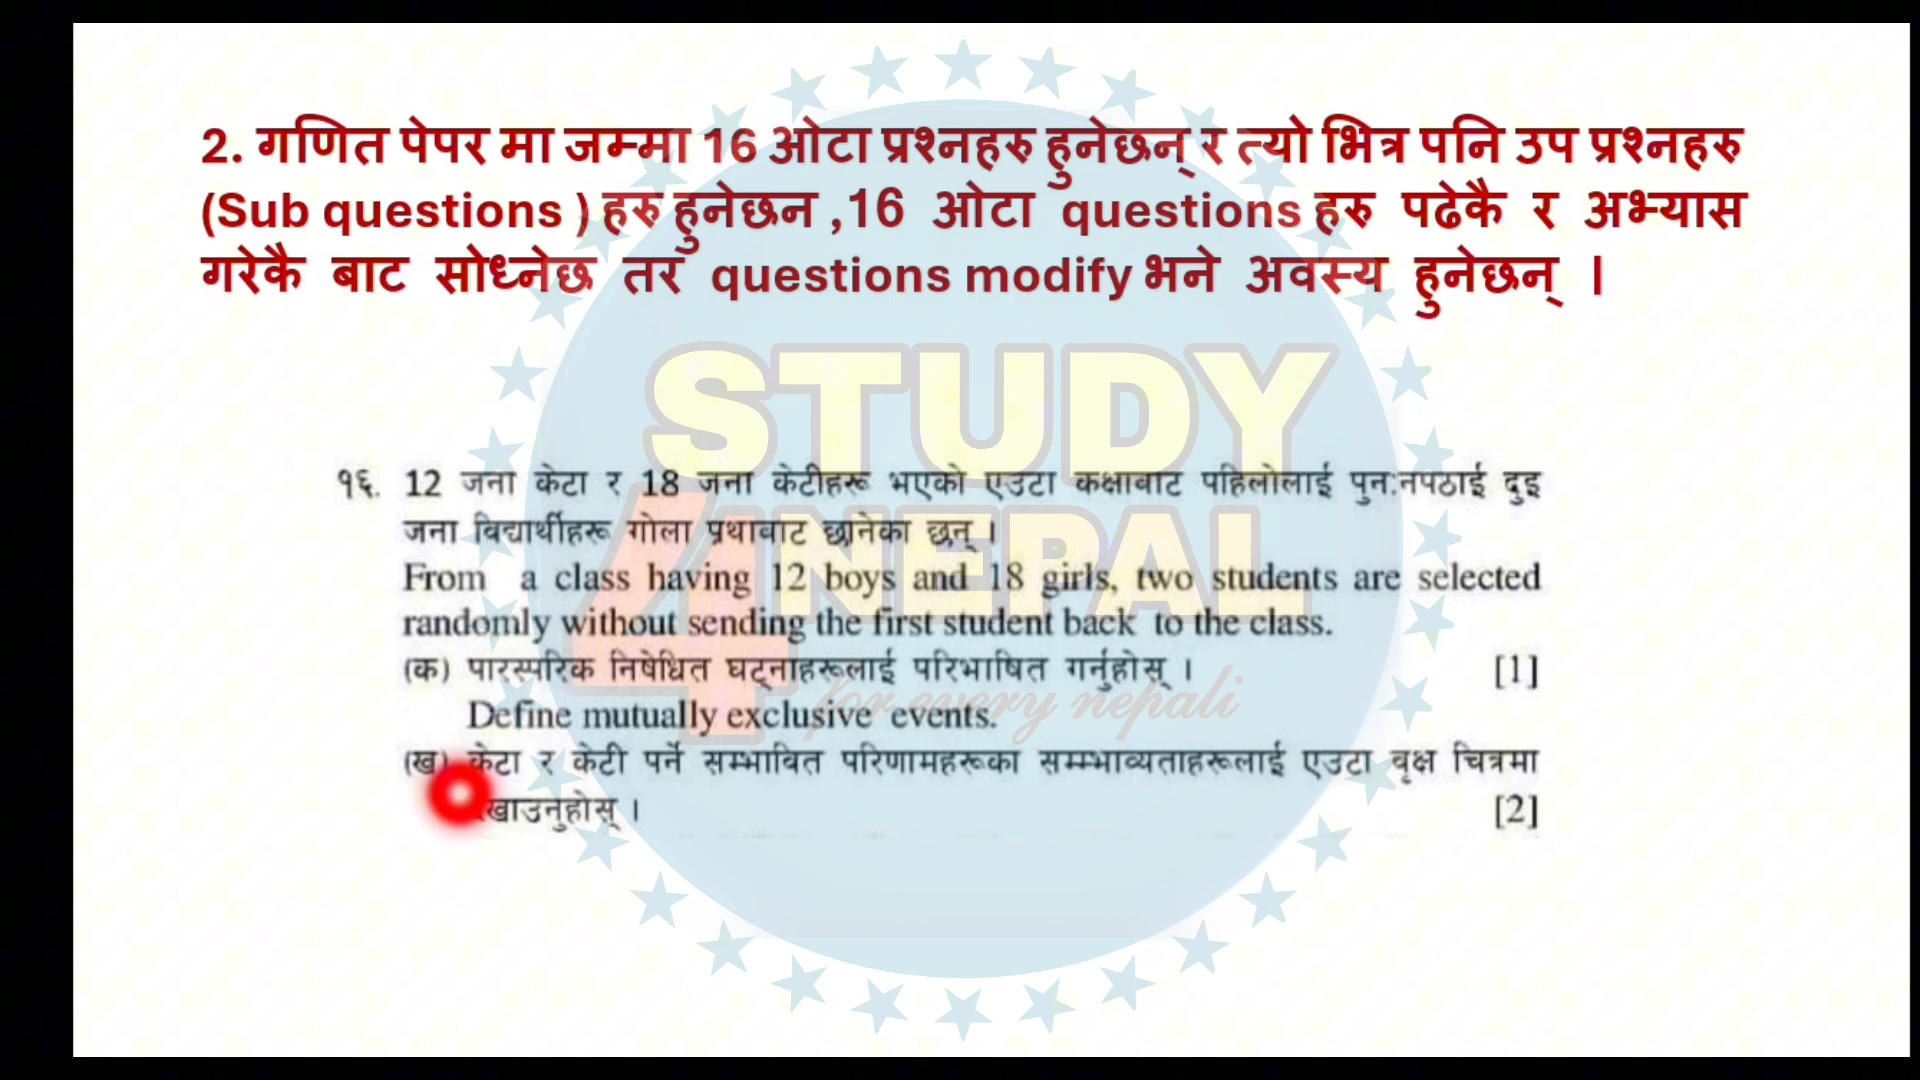 2. गणित पेपर मा जम्मा 16 ओटा प्रश्नहरु हुनेछन् र त्यो भित्र पनि उप प्रश्नहरु
(Sub questions ) हरु हुनेछन ,16 ओटा questions हरु पढेकै र अभ्यास
गरेकै बाट सोध्नेछ तर questions modify भने अवस्य हुनेछन् ।
STUDY
4 NEPAL
for every nepali
१६. 12 जना केटा र 18 जना केटीहरू भएको एउटा कक्षाबाट पहिलोलाई पुन:नपठाई दुइ
जना विद्यार्थीहरू गोला प्रथाबाट छानेका छन् ।
From a class having 12 boys and 18 girls, two students are selected
randomly without sending the first student back to the class.
(क) पारस्परिक निषेधित घट्नाहरूलाई परिभाषित गर्नुहोस् । [1]
Define mutually exclusive events.
(ख) केटा र केटी पर्ने सम्भावित परिणामहरूका सम्भाव्यताहरूलाई एउटा वृक्ष चित्रमा
खाउनुहोस् । [2]